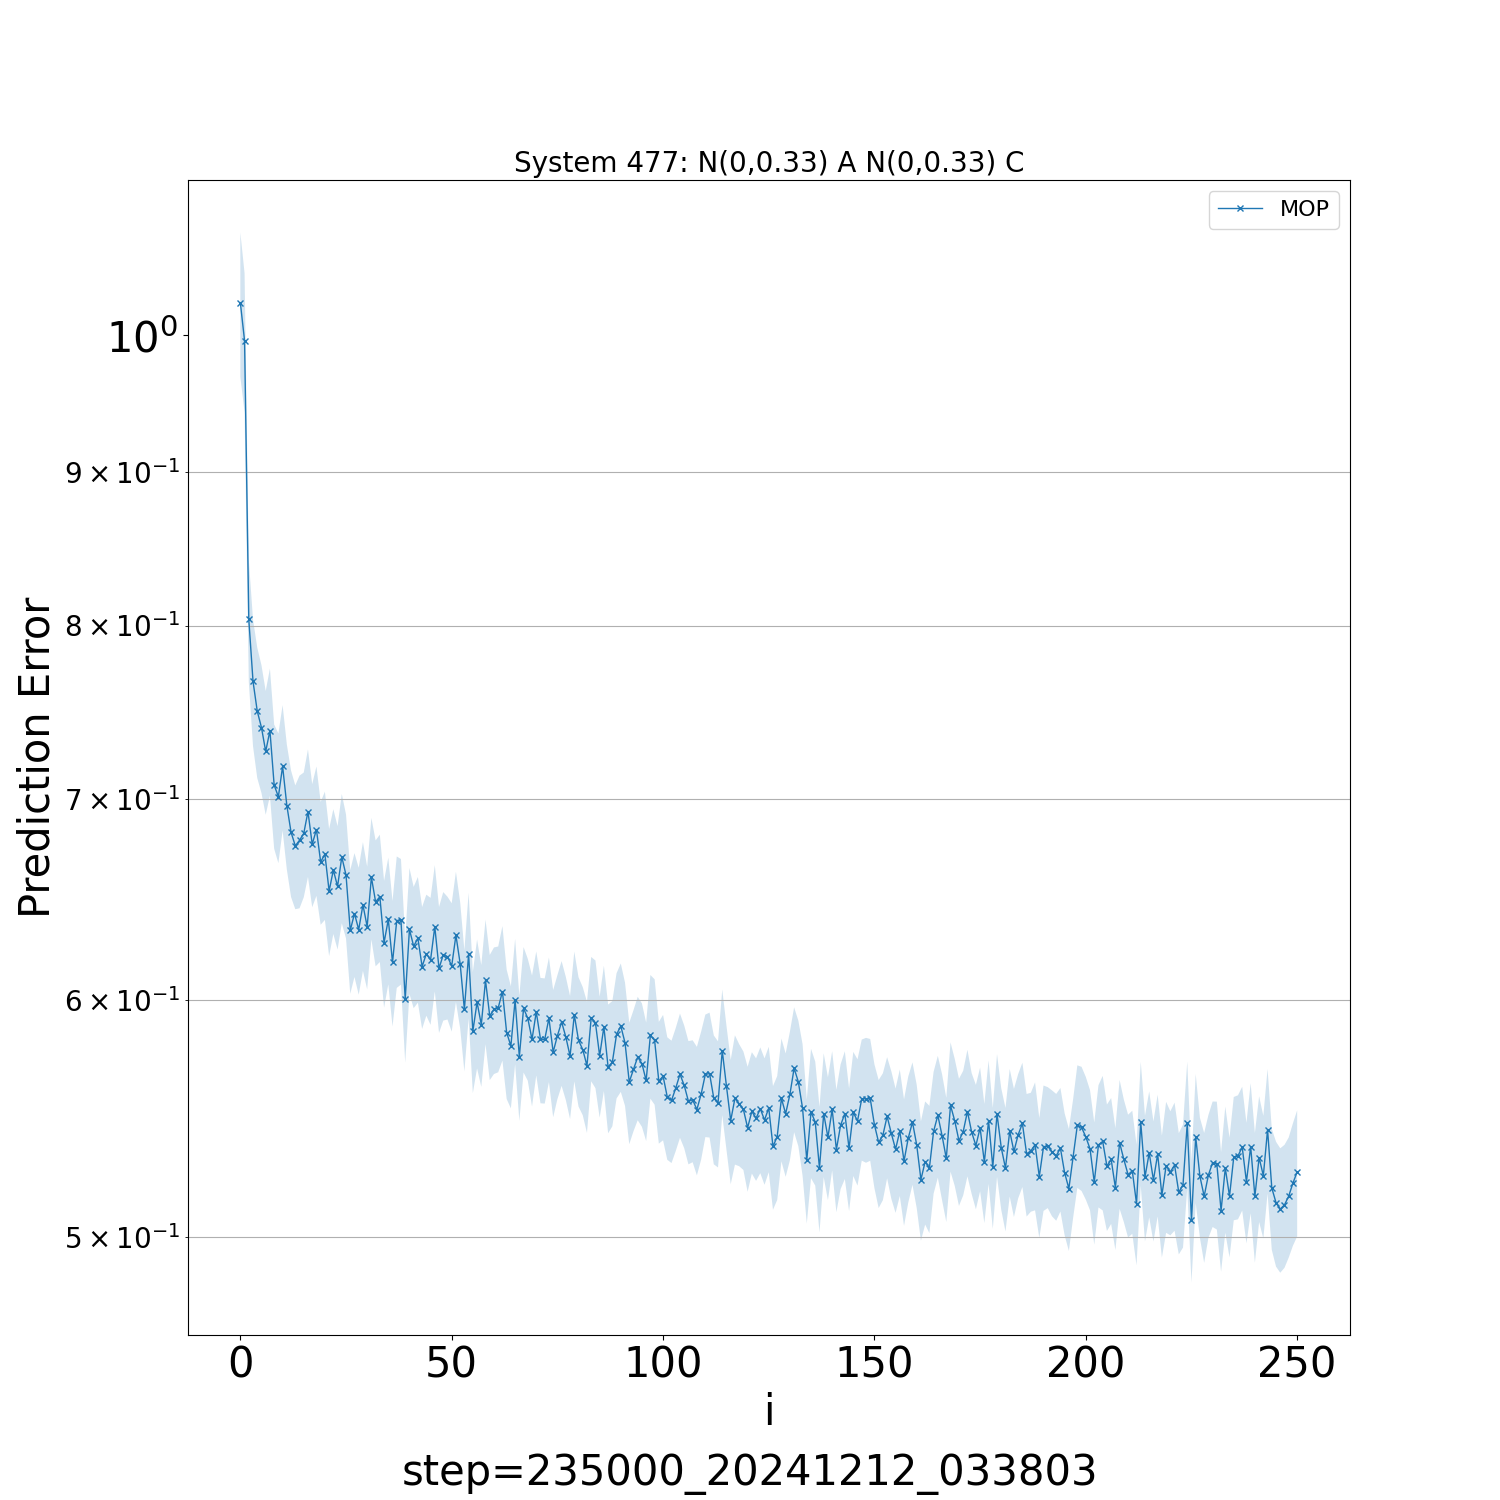 System 477: N(0,0.33) A N(0,0.33) C
MOP
10⁰
9 × 10⁻¹
8 × 10⁻¹
7 × 10⁻¹
6 × 10⁻¹
5 × 10⁻¹
Prediction Error
0 50 100 150 200 250
i
step=235000_20241212_033803